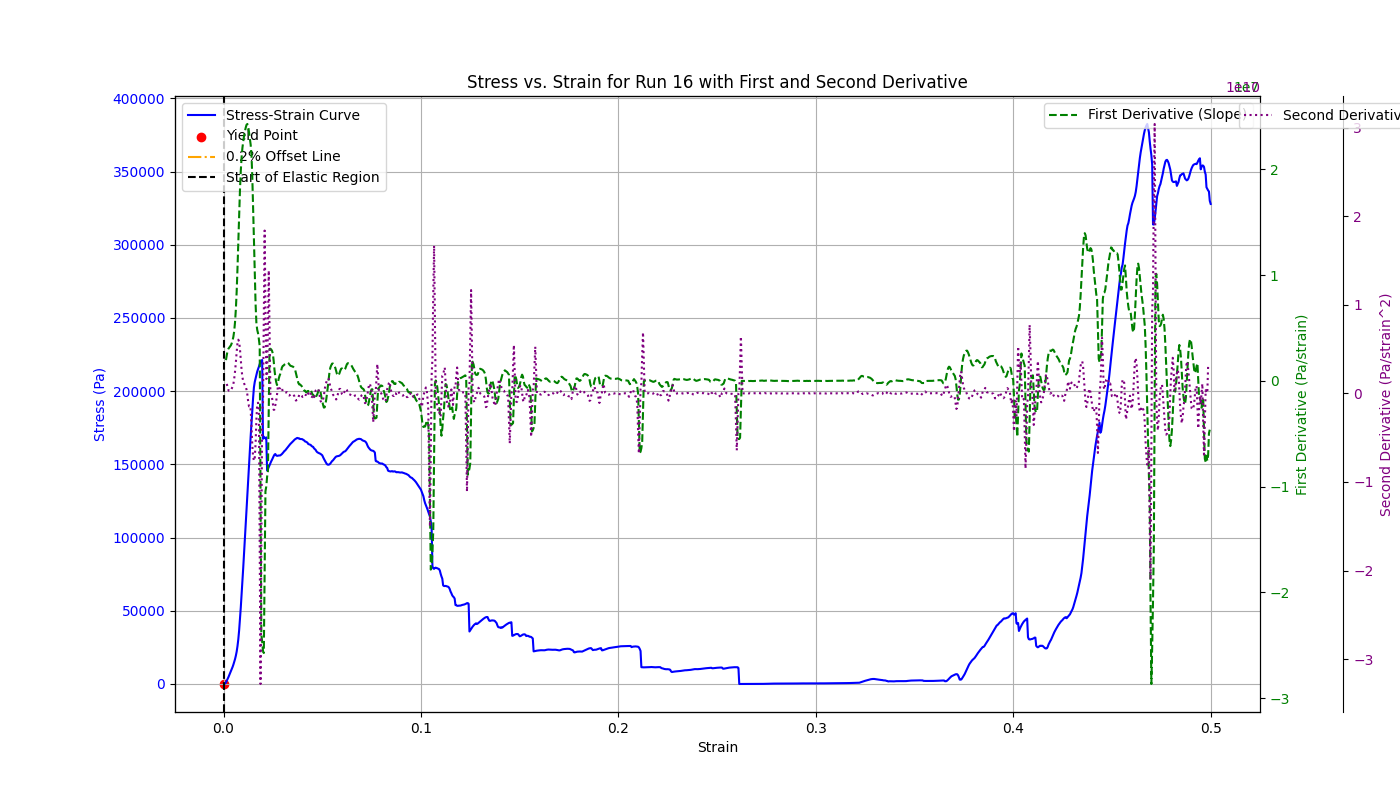 Stress vs. Strain for Run 16 with First and Second Derivative
Stress-Strain Curve
Yield Point
0.2% Offset Line
Start of Elastic Region
First Derivative (Slope)
Second Derivativ
400000
350000
300000
250000
200000
150000
100000
50000
0
Stress (Pa)
0.0
0.1
0.2
0.3
0.4
0.5
Strain
2
1
0
−1
−2
−3
First Derivative (Pa/strain)
3
2
1
0
−1
−2
−3
Second Derivative (Pa/strain^2)